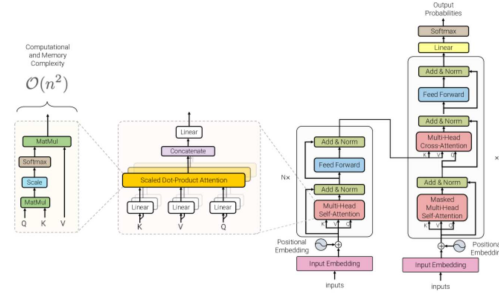 Computational
and Memory
Complexity
O(n²)
MatMul
Softmax
Scale
MatMul
Q K V
Linear
Concatenate
Scaled Dot-Product Attention
Linear Linear Linear
K V Q
N×
Add & Norm
Feed Forward
Add & Norm
Multi-Head
Self-Attention
K V Q
Positional
Embedding
Input Embedding
inputs
Output
Probabilities
Softmax
Linear
Add & Norm
Feed Forward
Add & Norm
Multi-Head
Cross-Attention
K V Q
×
Add & Norm
Masked
Multi-Head
Self-Attention
K V Q
Input Embedding
inputs